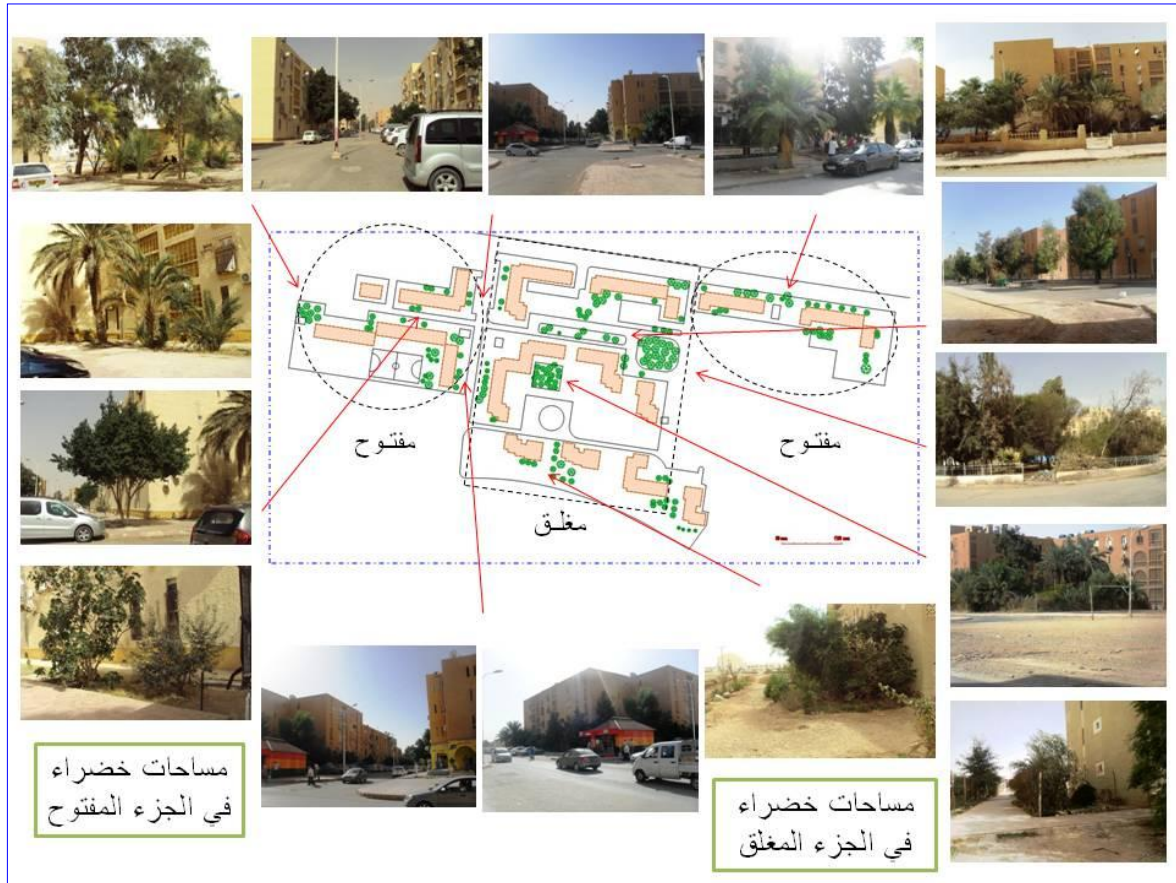 مفتوح
مفتوح
مغلق
مساحات خضراء
في الجزء المفتوح
مساحات خضراء
في الجزء المغلق